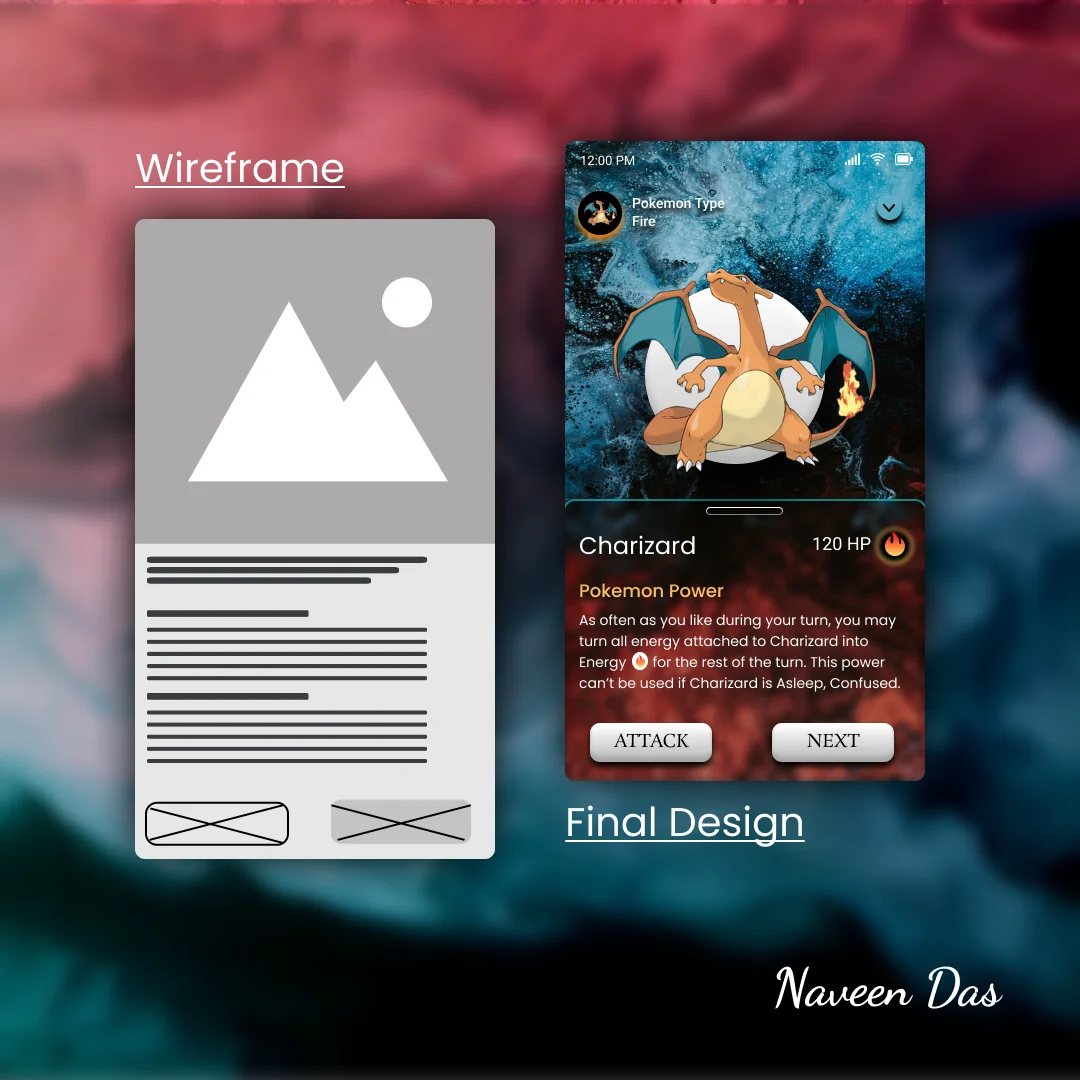 Wireframe
12:00 PM
Pokemon Type
Fire
Charizard
120 HP
Pokemon Power
As often as you like during your turn, you may
turn all energy attached to Charizard into
Energy for the rest of the turn. This power
can’t be used if Charizard is Asleep, Confused.
ATTACK
NEXT
Final Design
Naveen Das